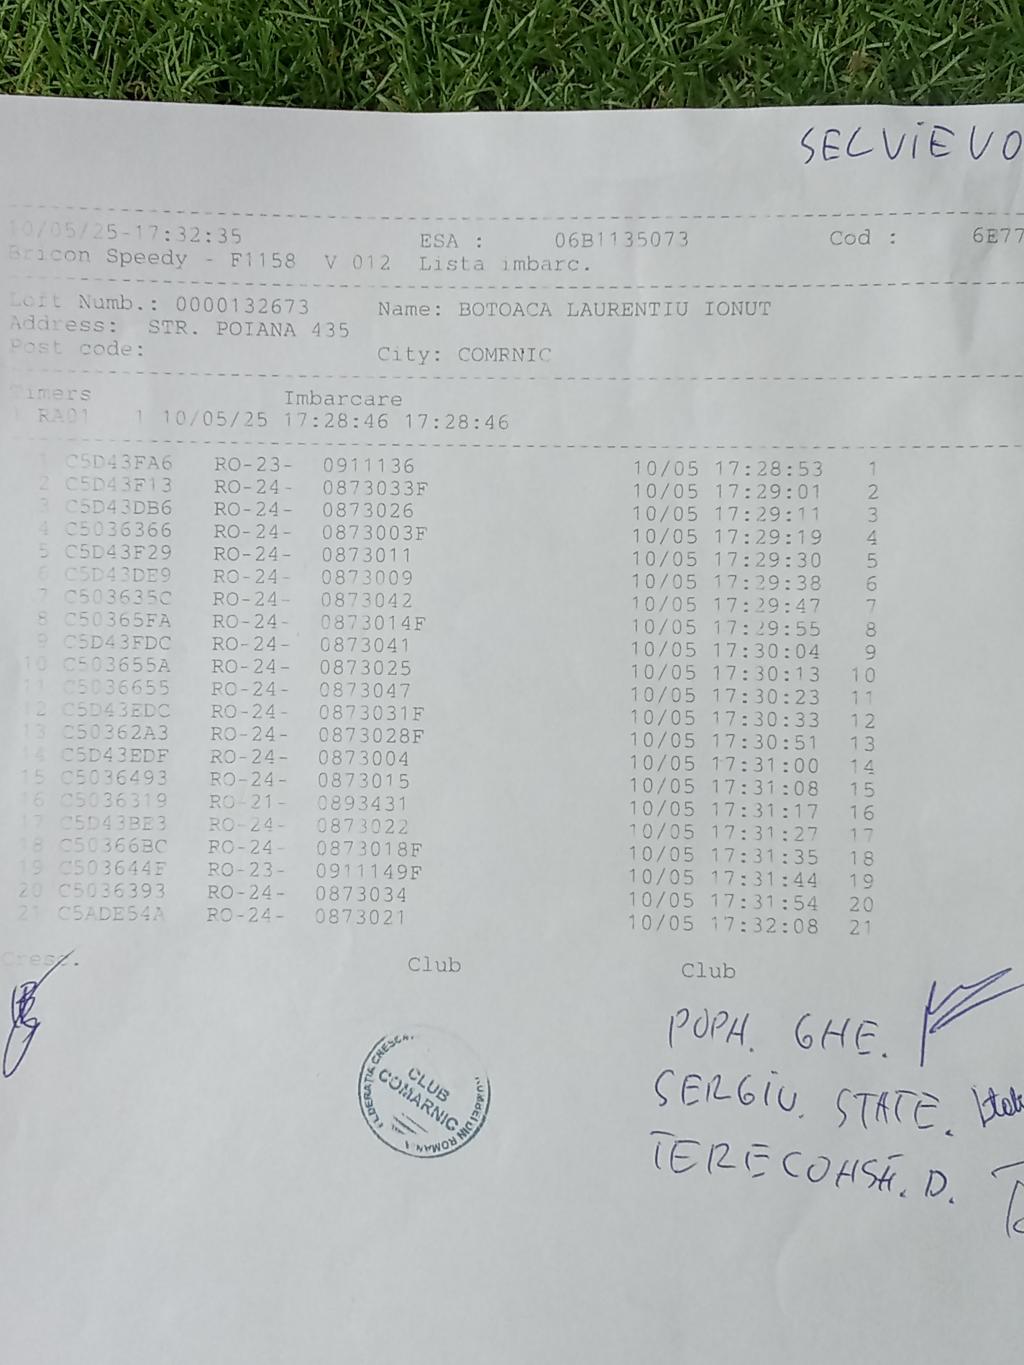 SELVIEVO
10/05/25-17:32:35 ESA : 06B1135073 Cod : 6E77
Bricon Speedy - F1158 V 012 Lista imbarc.
Loft Numb.: 0000132673 Name: BOTOACA LAURENTIU IONUT
Address: STR. POIANA 435
Post code: City: COMRNIC
Timers Imbarcare
1 RA01 1 10/05/25 17:28:46 17:28:46
1 C5D43FA6 RO-23- 0911136 10/05 17:28:53 1
2 C5D43F13 RO-24- 0873033F 10/05 17:29:01 2
3 C5D43DB6 RO-24- 0873026 10/05 17:29:11 3
4 C5036366 RO-24- 0873003F 10/05 17:29:19 4
5 C5D43F29 RO-24- 0873011 10/05 17:29:30 5
6 C5D43DE9 RO-24- 0873009 10/05 17:29:38 6
7 C503635C RO-24- 0873042 10/05 17:29:47 7
8 C50365FA RO-24- 0873014F 10/05 17:29:55 8
9 C5D43FDC RO-24- 0873041 10/05 17:30:04 9
10 C503655A RO-24- 0873025 10/05 17:30:13 10
11 C5036655 RO-24- 0873047 10/05 17:30:23 11
12 C5D43EDC RO-24- 0873031F 10/05 17:30:33 12
13 C50362A3 RO-24- 0873028F 10/05 17:30:51 13
14 C5D43EDF RO-24- 0873004 10/05 17:31:00 14
15 C5036493 RO-24- 0873015 10/05 17:31:08 15
16 C5036319 RO-21- 0893431 10/05 17:31:17 16
17 C5D43BE3 RO-24- 0873022 10/05 17:31:27 17
18 C50366BC RO-24- 0873018F 10/05 17:31:35 18
19 C503644F RO-23- 0911149F 10/05 17:31:44 19
20 C5036393 RO-24- 0873034 10/05 17:31:54 20
21 C5ADE54A RO-24- 0873021 10/05 17:32:08 21
Cresc. Club Club
POPA. GHE.
SERGIU. STATE.
D.
CLUB
COMARNIC
DIN ROMANIA